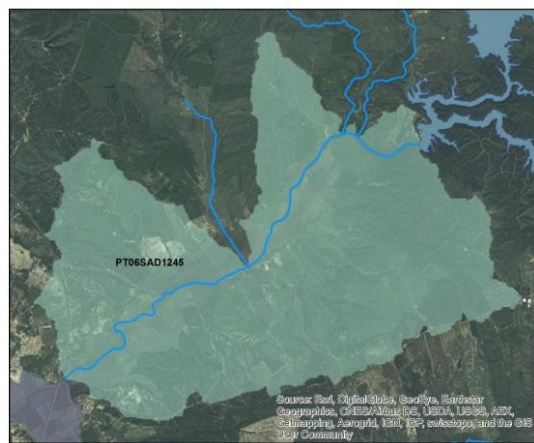 PT06SAD1245
Source: Esri, DigitalGlobe, GeoEye, Earthstar
Geographics, CNES/Airbus DS, USDA, USGS, AEX,
Getmapping, Aerogrid, IGN, IGP, swisstopo, and the GIS
User Community